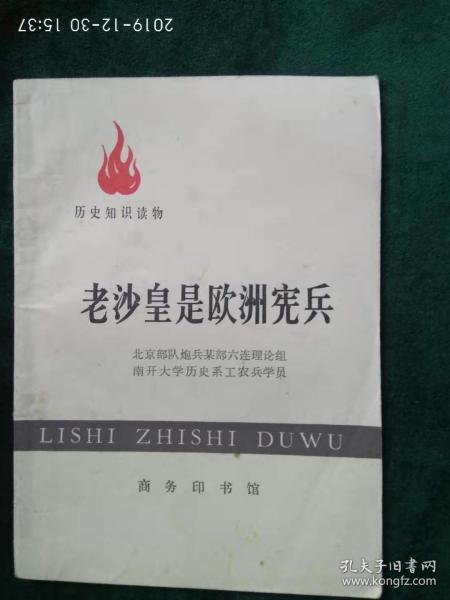 2019-12-30 15:37
历史知识读物
老沙皇是欧洲宪兵
北京部队炮兵某部六连理论组
南开大学历史系工农兵学员
LISHI ZHISHI DUWU
商务印书馆
孔夫子旧书网
www.kongfz.com